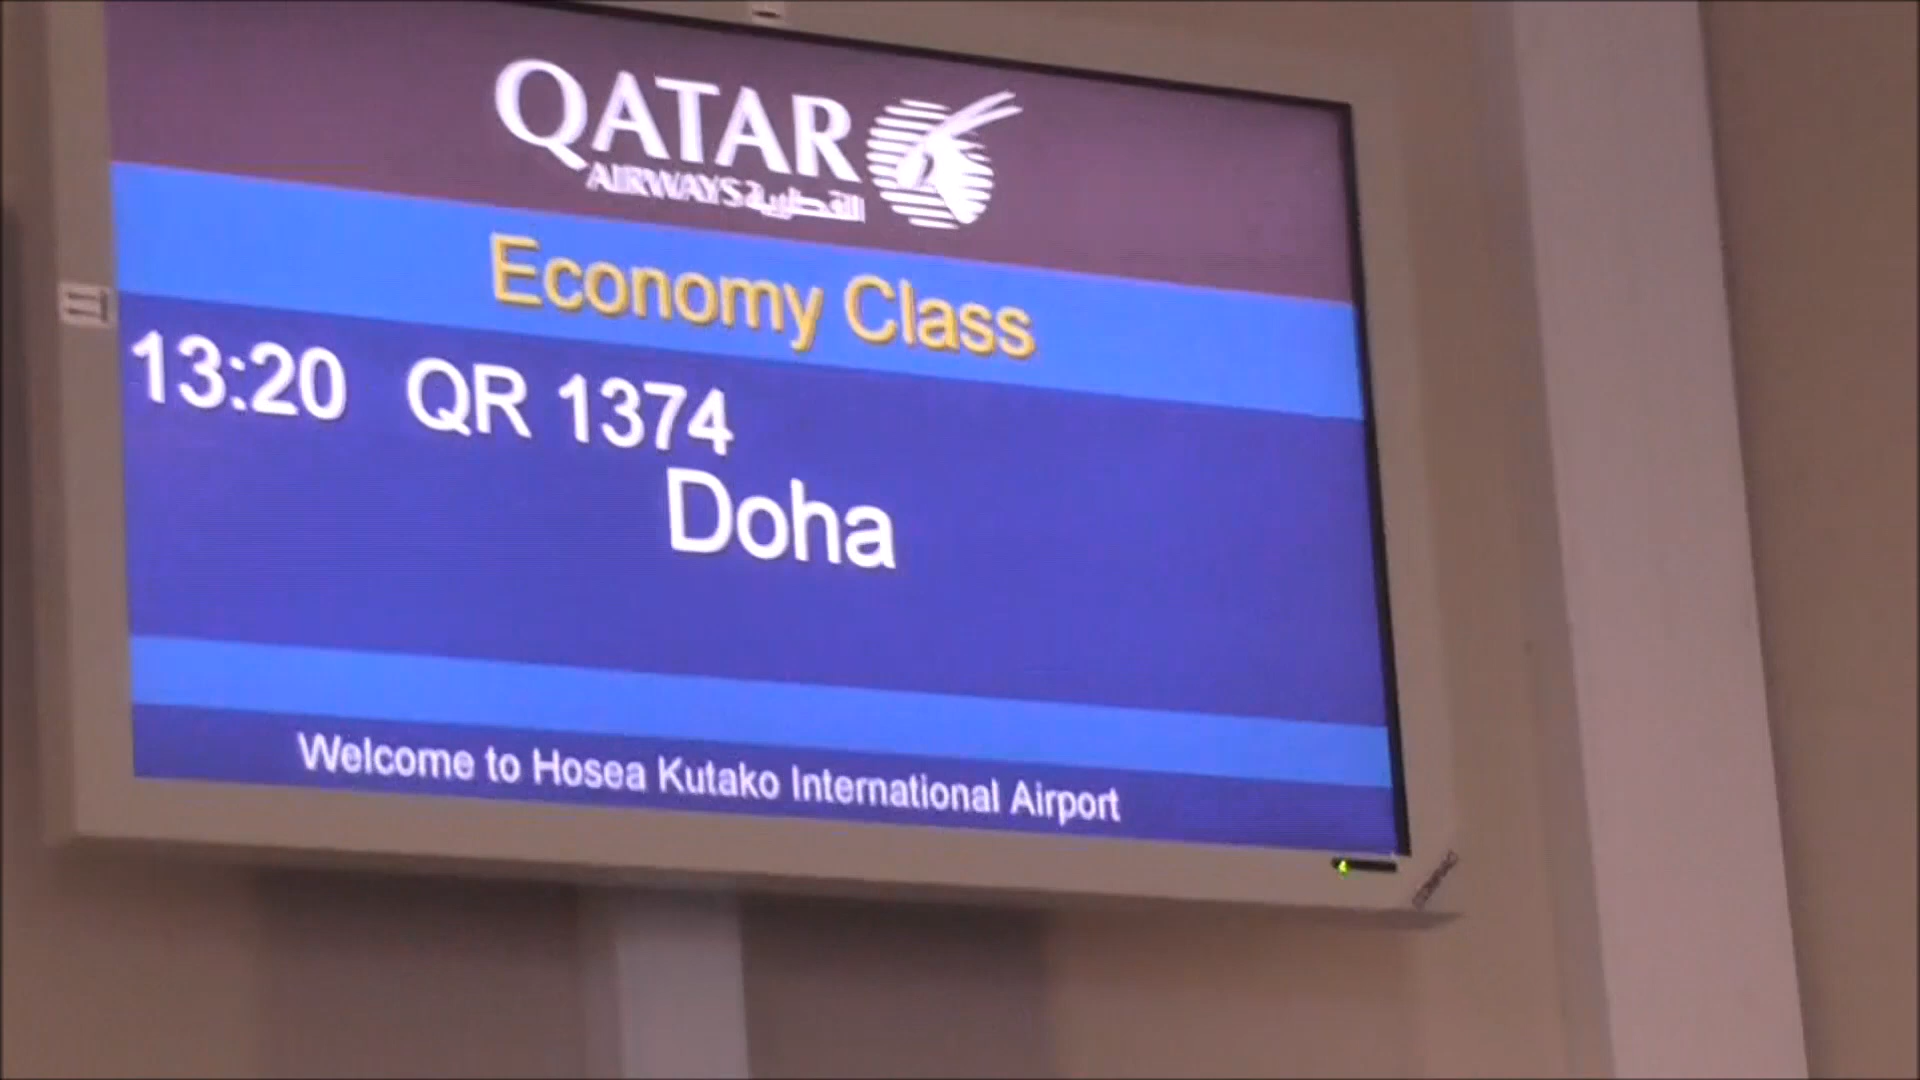 QATAR
AIRWAYS القطرية
Economy Class
13:20 QR 1374
Doha
Welcome to Hosea Kutako International Airport